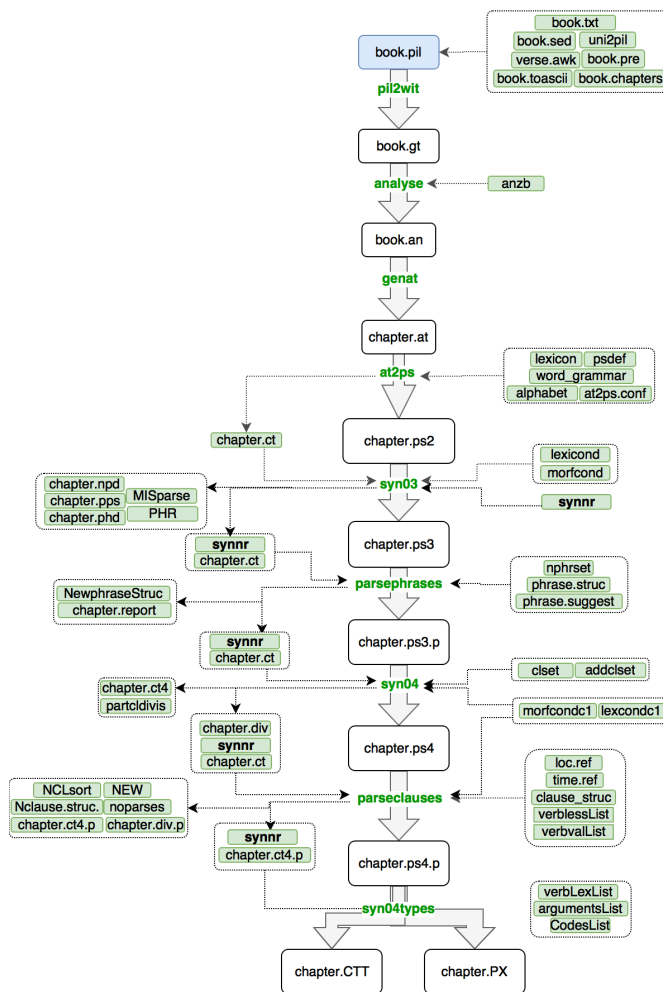 book.txt
book.sed uni2pil
book.pil
verse.awk book.pre
book.toascii book.chapters
pil2wit
book.gt
analyse
anzb
book.an
genat
chapter.at
lexicon psdef
at2ps
word_grammar
alphabet at2ps.conf
chapter.ct
chapter.ps2
lexicond
morfcond
syn03
chapter.npd
MISparse
chapter.pps
PHR
chapter.phd
synnr
synnr
chapter.ct
chapter.ps3
nphrset
parsephrases
phrase.struc
phrase.suggest
NewphraseStruc
chapter.report
synnr
chapter.ct
chapter.ps3.p
clset addclset
syn04
chapter.ct4
partcldivis
morfcondc1 lexcondc1
chapter.div
synnr
chapter.ct
chapter.ps4
loc.ref
time.ref
clause_struc
verblessList
verbvalList
parseclauses
NCLsort NEW
Nclause.struc. noparses
chapter.ct4.p chapter.div.p
synnr
chapter.ct4.p
chapter.ps4.p
verbLexList
argumentsList
CodesList
syn04types
chapter.CTT
chapter.PX